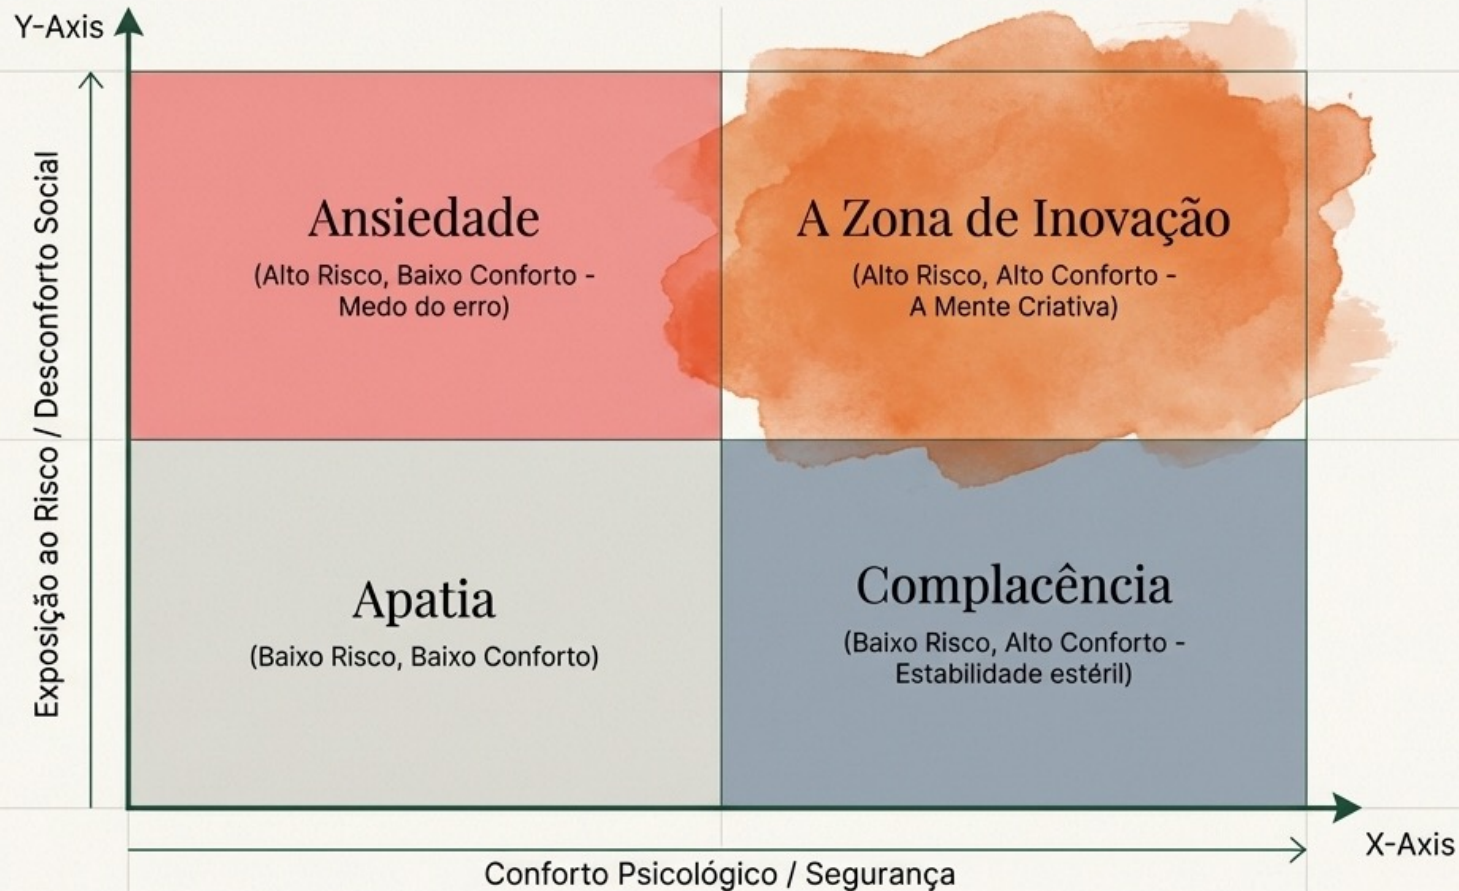 Y-Axis
Exposição ao Risco / Desconforto Social
Ansiedade
(Alto Risco, Baixo Conforto -
Medo do erro)
A Zona de Inovação
(Alto Risco, Alto Conforto -
A Mente Criativa)
Apatia
(Baixo Risco, Baixo Conforto)
Complacência
(Baixo Risco, Alto Conforto -
Estabilidade estéril)
X-Axis
Conforto Psicológico / Segurança